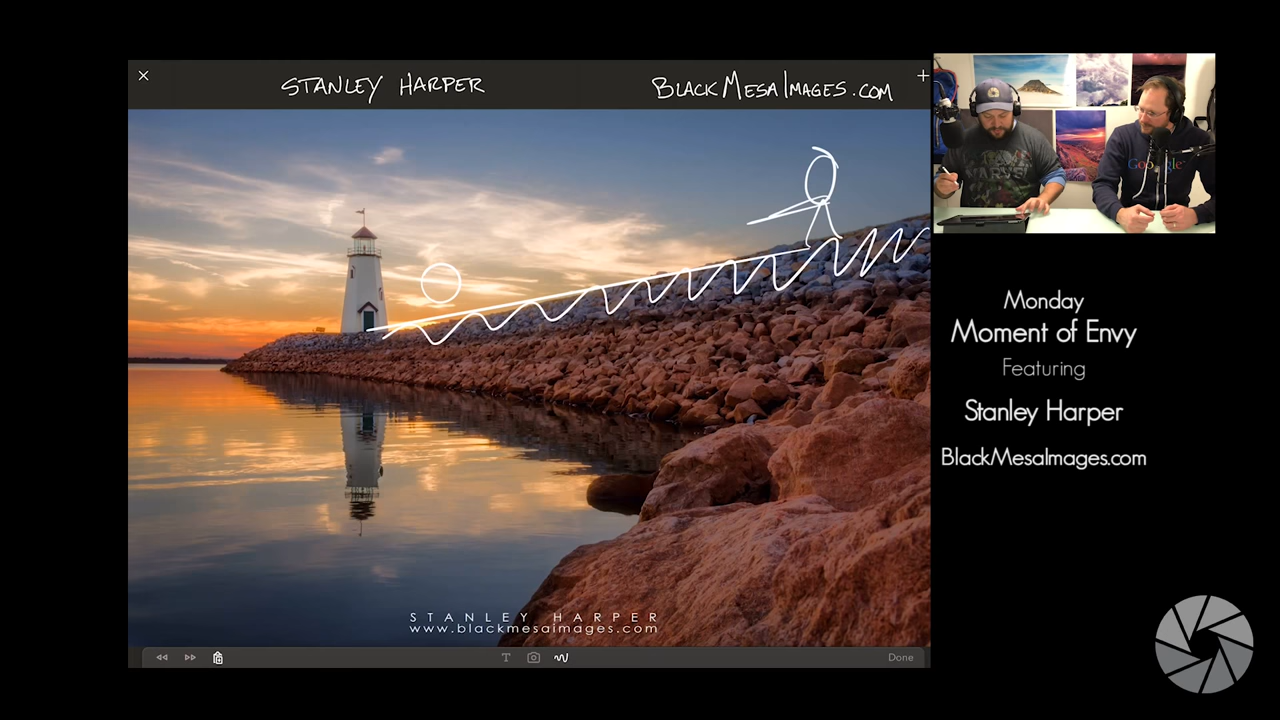 STANLEY HARPER
BLACKMESAIMAGES.COM
Google
Monday
Moment of Envy
Featuring
Stanley Harper
BlackMesaImages.com
STANLEY HARPER
www.blackmesaimages.com
T
Done